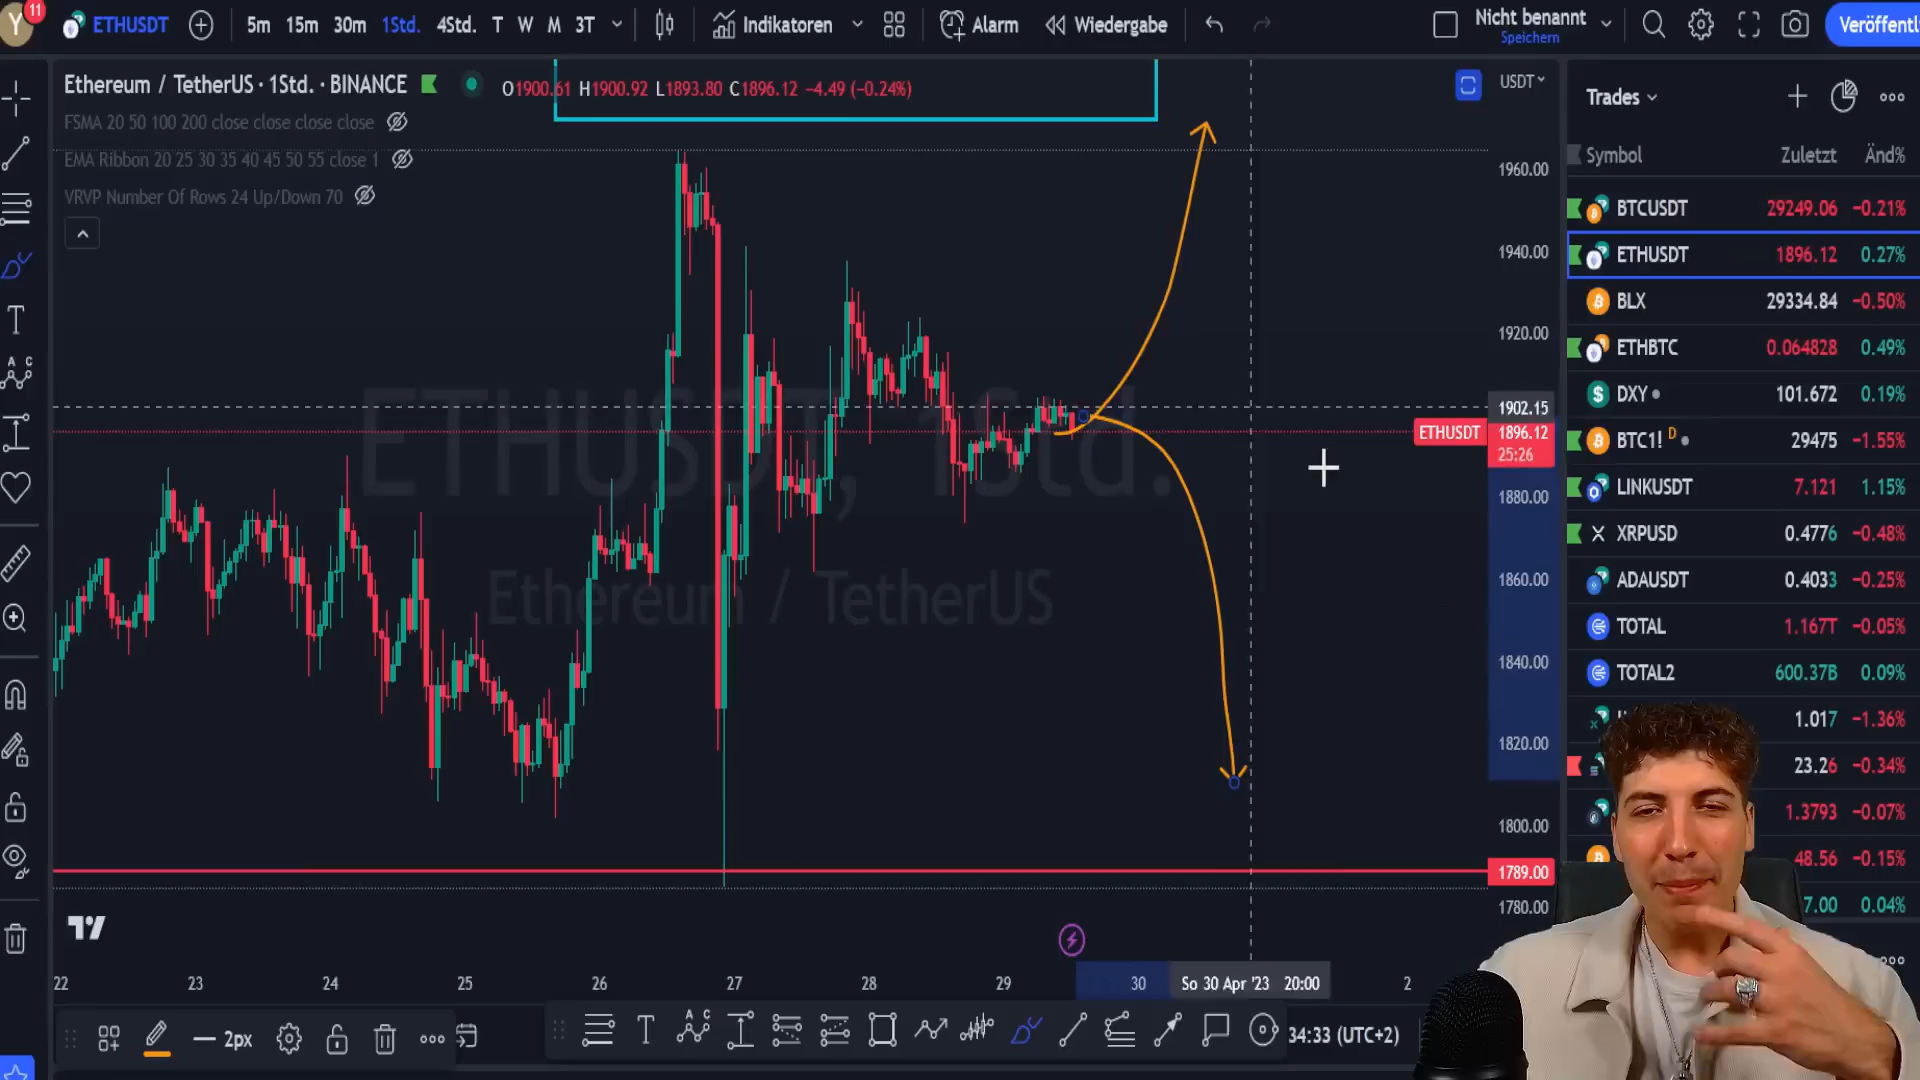 Y 11 ETHUSDT 5m 15m 30m 1Std. 4Std. T W M 3T Indikatoren Alarm Wiedergabe Nicht benannt Veröffentl
Speichern
Ethereum / TetherUS · 1Std. · BINANCE O1900.61 H1900.92 L1893.80 C1896.12 −4.49 (−0.24%) USDT
FSMA 20 50 100 200 close close close close
EMA Ribbon 20 25 30 35 40 45 50 55 close 1
VRVP Number Of Rows 24 Up/Down 70
1960.00
1940.00
1920.00
1902.15
ETHUSDT 1896.12
25:26
1880.00
1860.00
1840.00
1820.00
1800.00
1789.00
1780.00
ETHUSDT, 1Std.
Ethereum / TetherUS
22 23 24 25 26 27 28 29 30 So 30 Apr '23 20:00 2
2px
34:33 (UTC+2)
Trades
Symbol Zuletzt Änd%
BTCUSDT 29249.06 −0.21%
ETHUSDT 1896.12 0.27%
BLX 29334.84 −0.50%
ETHBTC 0.064828 0.49%
DXY 101.672 0.19%
BTC1! D 29475 −1.55%
LINKUSDT 7.121 1.15%
XRPUSD 0.4776 −0.48%
ADAUSDT 0.4033 −0.25%
TOTAL 1.167T −0.05%
TOTAL2 600.37B 0.09%
1.017 −1.36%
23.26 −0.34%
1.3793 −0.07%
48.56 −0.15%
7.00 0.04%